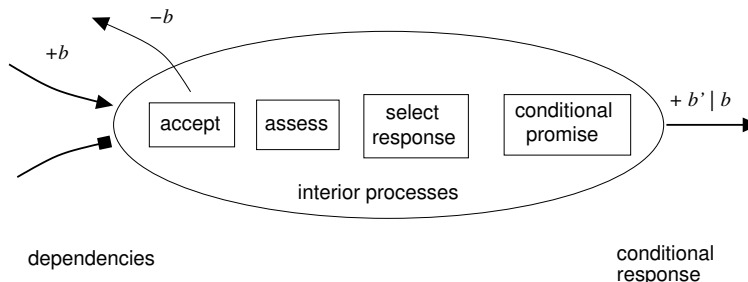 −b
+b
accept
assess
select
response
conditional
promise
+ b’ | b
interior processes
dependencies
conditional
response